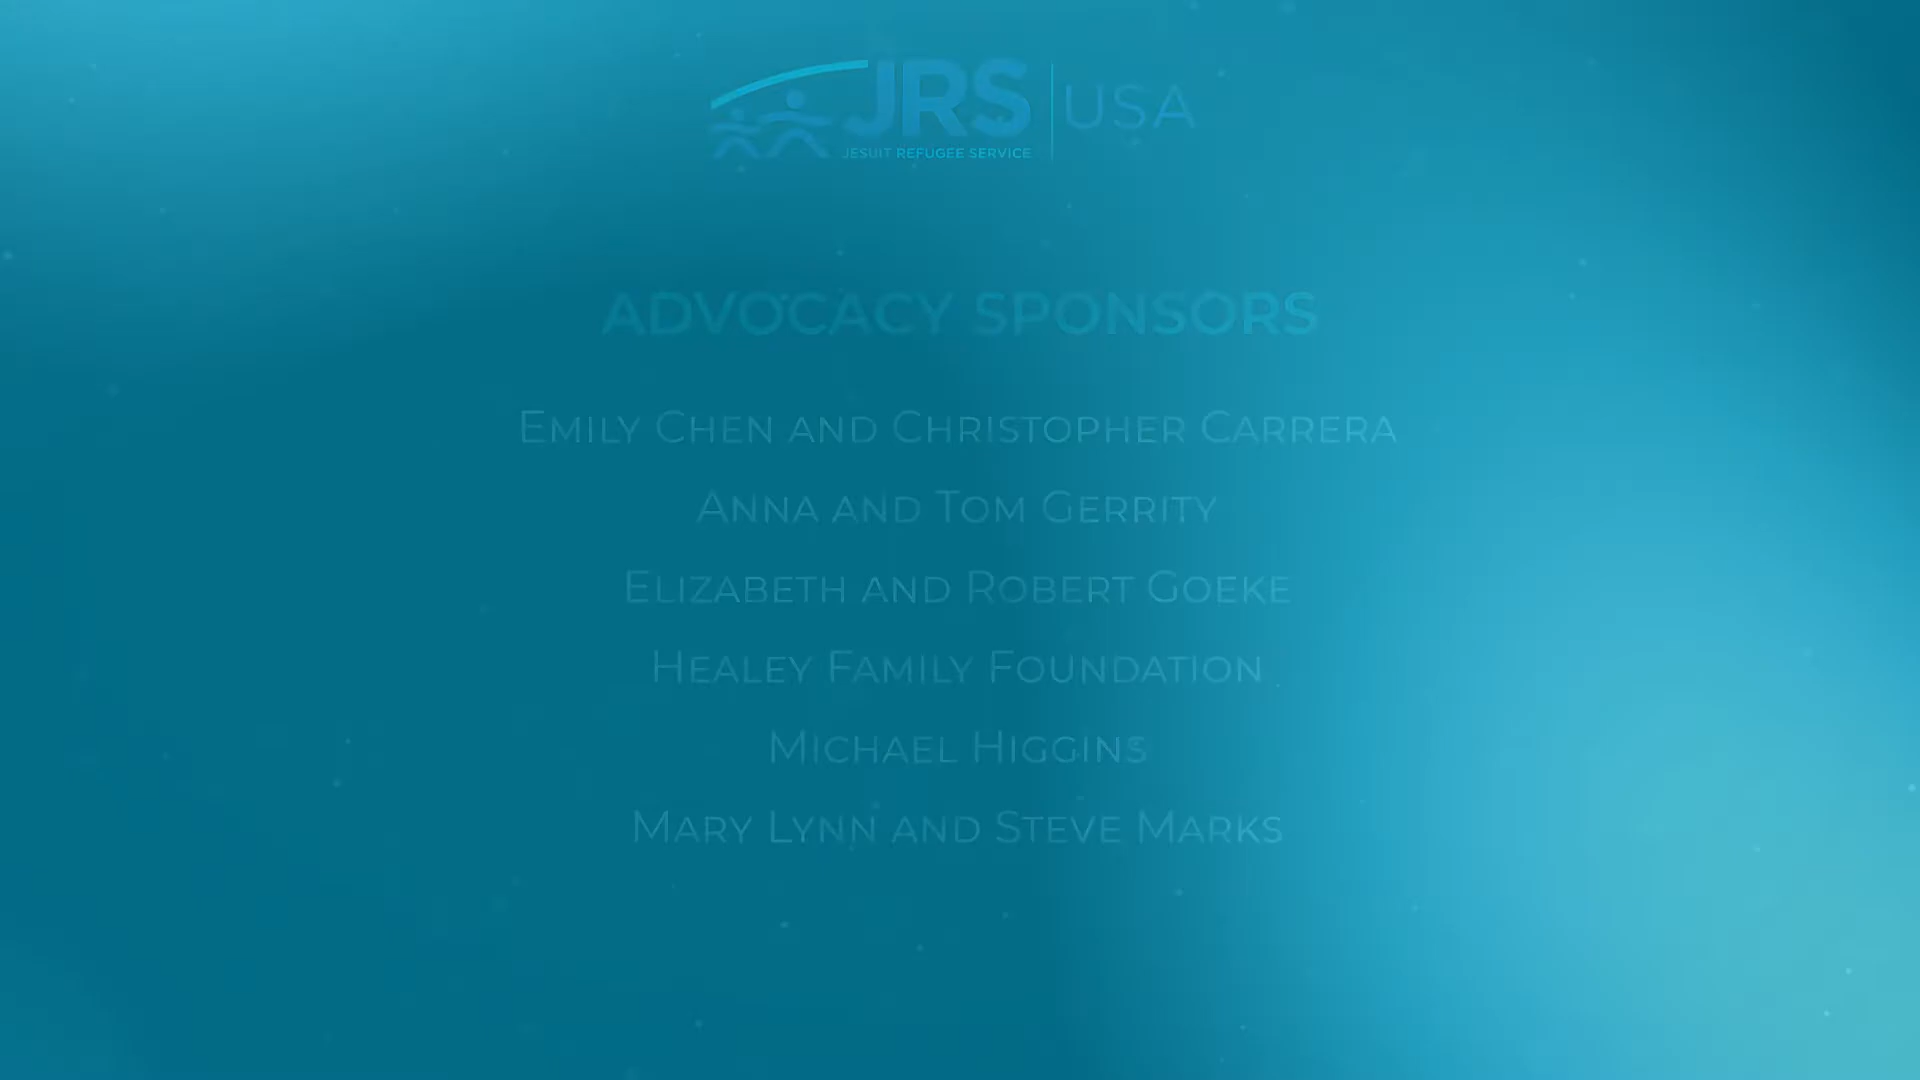 JRS | USA
JESUIT REFUGEE SERVICE
ADVOCACY SPONSORS
EMILY CHEN AND CHRISTOPHER CARRERA
ANNA AND TOM GERRITY
ELIZABETH AND ROBERT GOEKE
HEALEY FAMILY FOUNDATION
MICHAEL HIGGINS
MARY LYNN AND STEVE MARKS